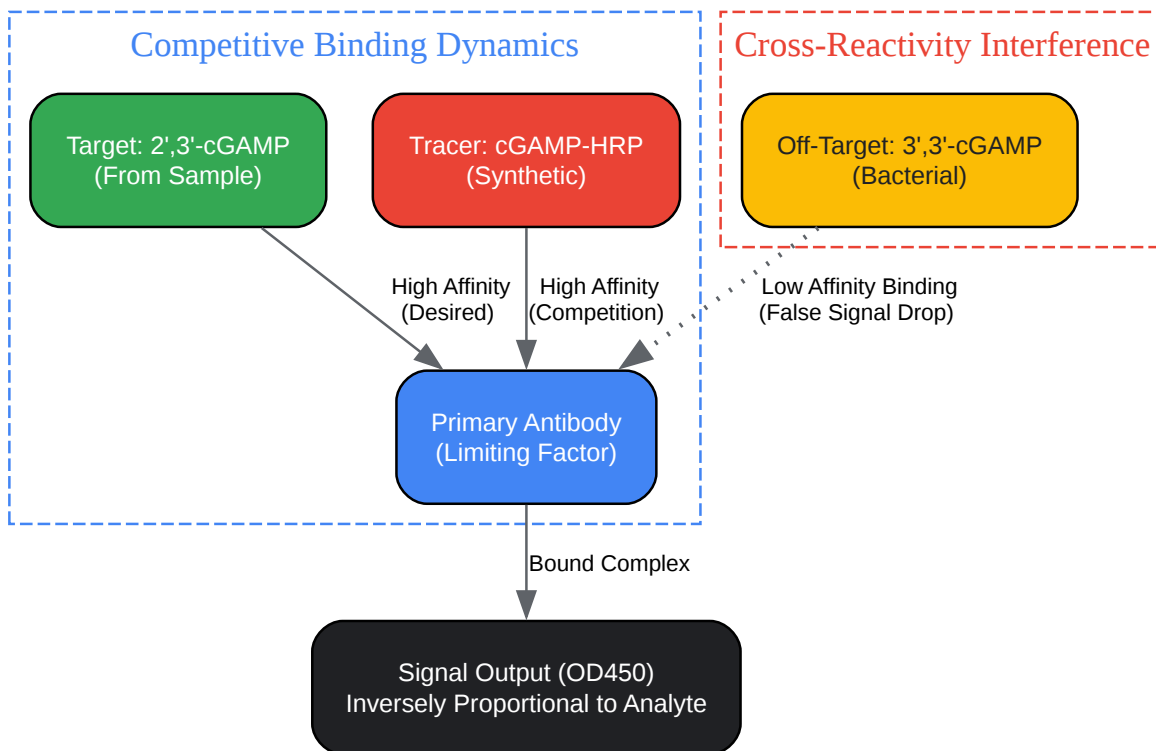 Competitive Binding Dynamics
Cross-Reactivity Interference
Target: 2',3'-cGAMP
(From Sample)
Tracer: cGAMP-HRP
(Synthetic)
Off-Target: 3',3'-cGAMP
(Bacterial)
High Affinity
(Desired)
High Affinity
(Competition)
Low Affinity Binding
(False Signal Drop)
Primary Antibody
(Limiting Factor)
Bound Complex
Signal Output (OD450)
Inversely Proportional to Analyte